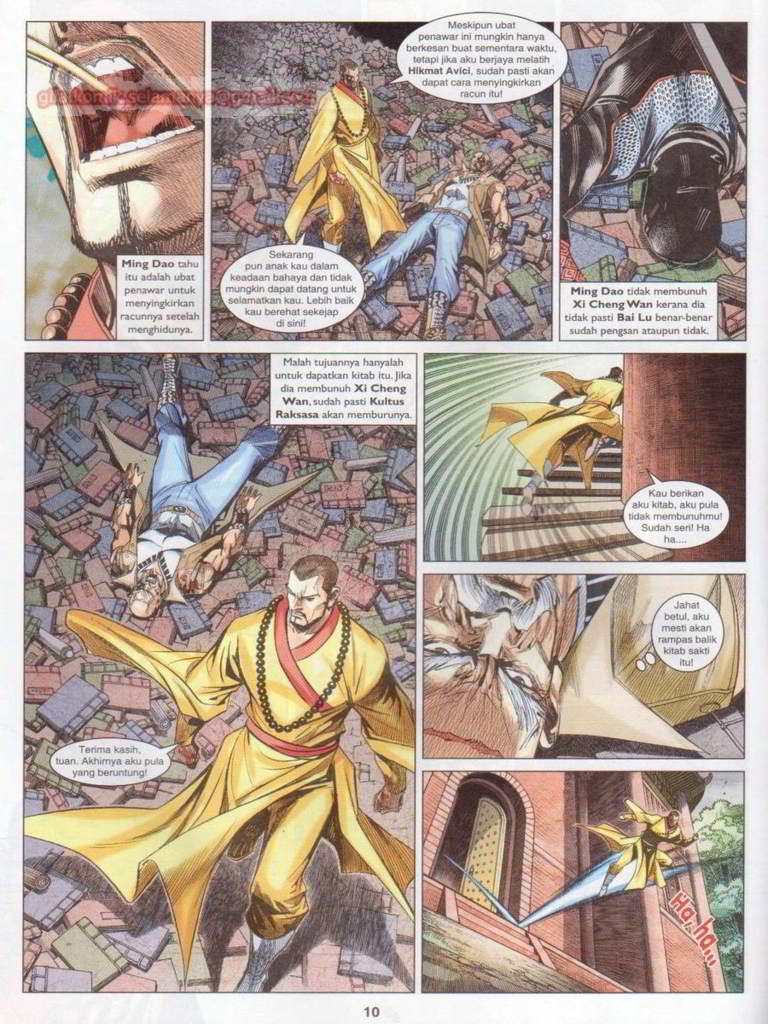 Ming Dao tahu
itu adalah ubat
penawar untuk
menyingkirkan
racunnya setelah
menghidunya.
Meskipun ubat
penawar ini mungkin hanya
berkesan buat sementara waktu,
tetapi jika aku berjaya melatih
Hikmat Avici, sudah pasti akan
dapat cara menyingkirkan
racun itu!
Sekarang
pun anak kau dalam
keadaan bahaya dan tidak
mungkin dapat datang untuk
selamatkan kau. Lebih baik
kau berehat sekejap
di sini!
Ming Dao tidak membunuh
Xi Cheng Wan kerana dia
tidak pasti Bai Lu benar-benar
sudah pengsan ataupun tidak.
Malah tujuannya hanyalah
untuk dapatkan kitab itu. Jika
dia membunuh Xi Cheng
Wan, sudah pasti Kultus
Raksasa akan memburunya.
Terima kasih,
tuan. Akhirnya aku pula
yang beruntung!
Kau berikan
aku kitab, aku pula
tidak membunuhmu!
Sudah seri! Ha
ha....
Jahat
betul, aku
mesti akan
rampas balik
kitab sakti
itu!
Ha, ha...
10